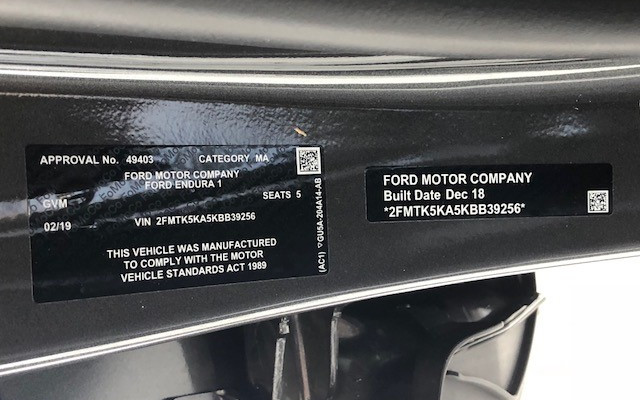 APPROVAL No. 49403 CATEGORY MA
FORD MOTOR COMPANY
FORD ENDURA 1
GVM SEATS 5
02/19 VIN 2FMTK5KA5KBB39256
THIS VEHICLE WAS MANUFACTURED
TO COMPLY WITH THE MOTOR
VEHICLE STANDARDS ACT 1989
FORD MOTOR COMPANY
Built Date Dec 18
*2FMTK5KA5KBB39256*